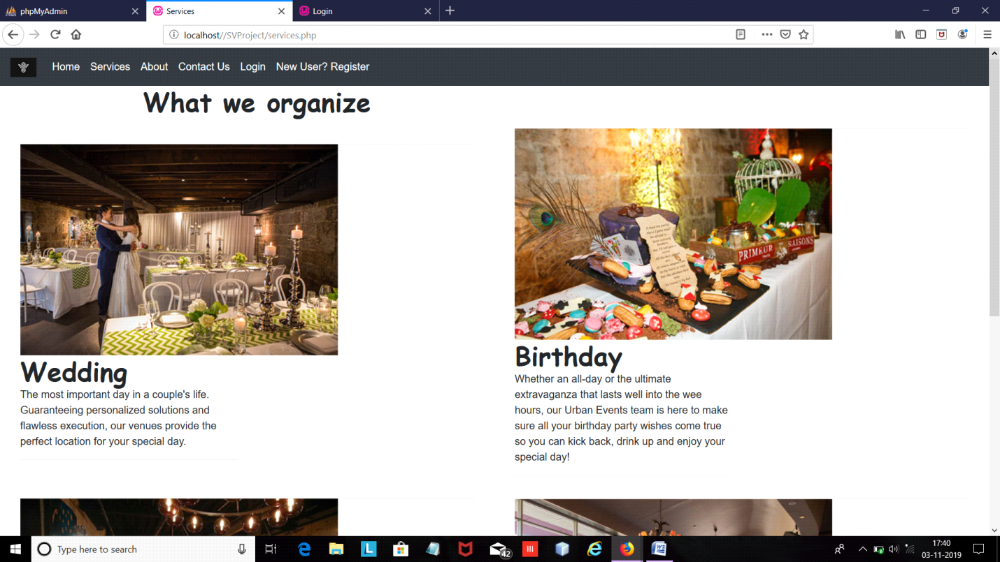 phpMyAdmin
Services
Login
localhost//SVProject/services.php
Home Services About Contact Us Login New User? Register
What we organize
PRIMEUR SAISONS
Wedding
The most important day in a couple's life.
Guaranteeing personalized solutions and
flawless execution, our venues provide the
perfect location for your special day.
Birthday
Whether an all-day or the ultimate
extravaganza that lasts well into the wee
hours, our Urban Events team is here to make
sure all your birthday party wishes come true
so you can kick back, drink up and enjoy your
special day!
Type here to search
L
42
W
17:40
03-11-2019